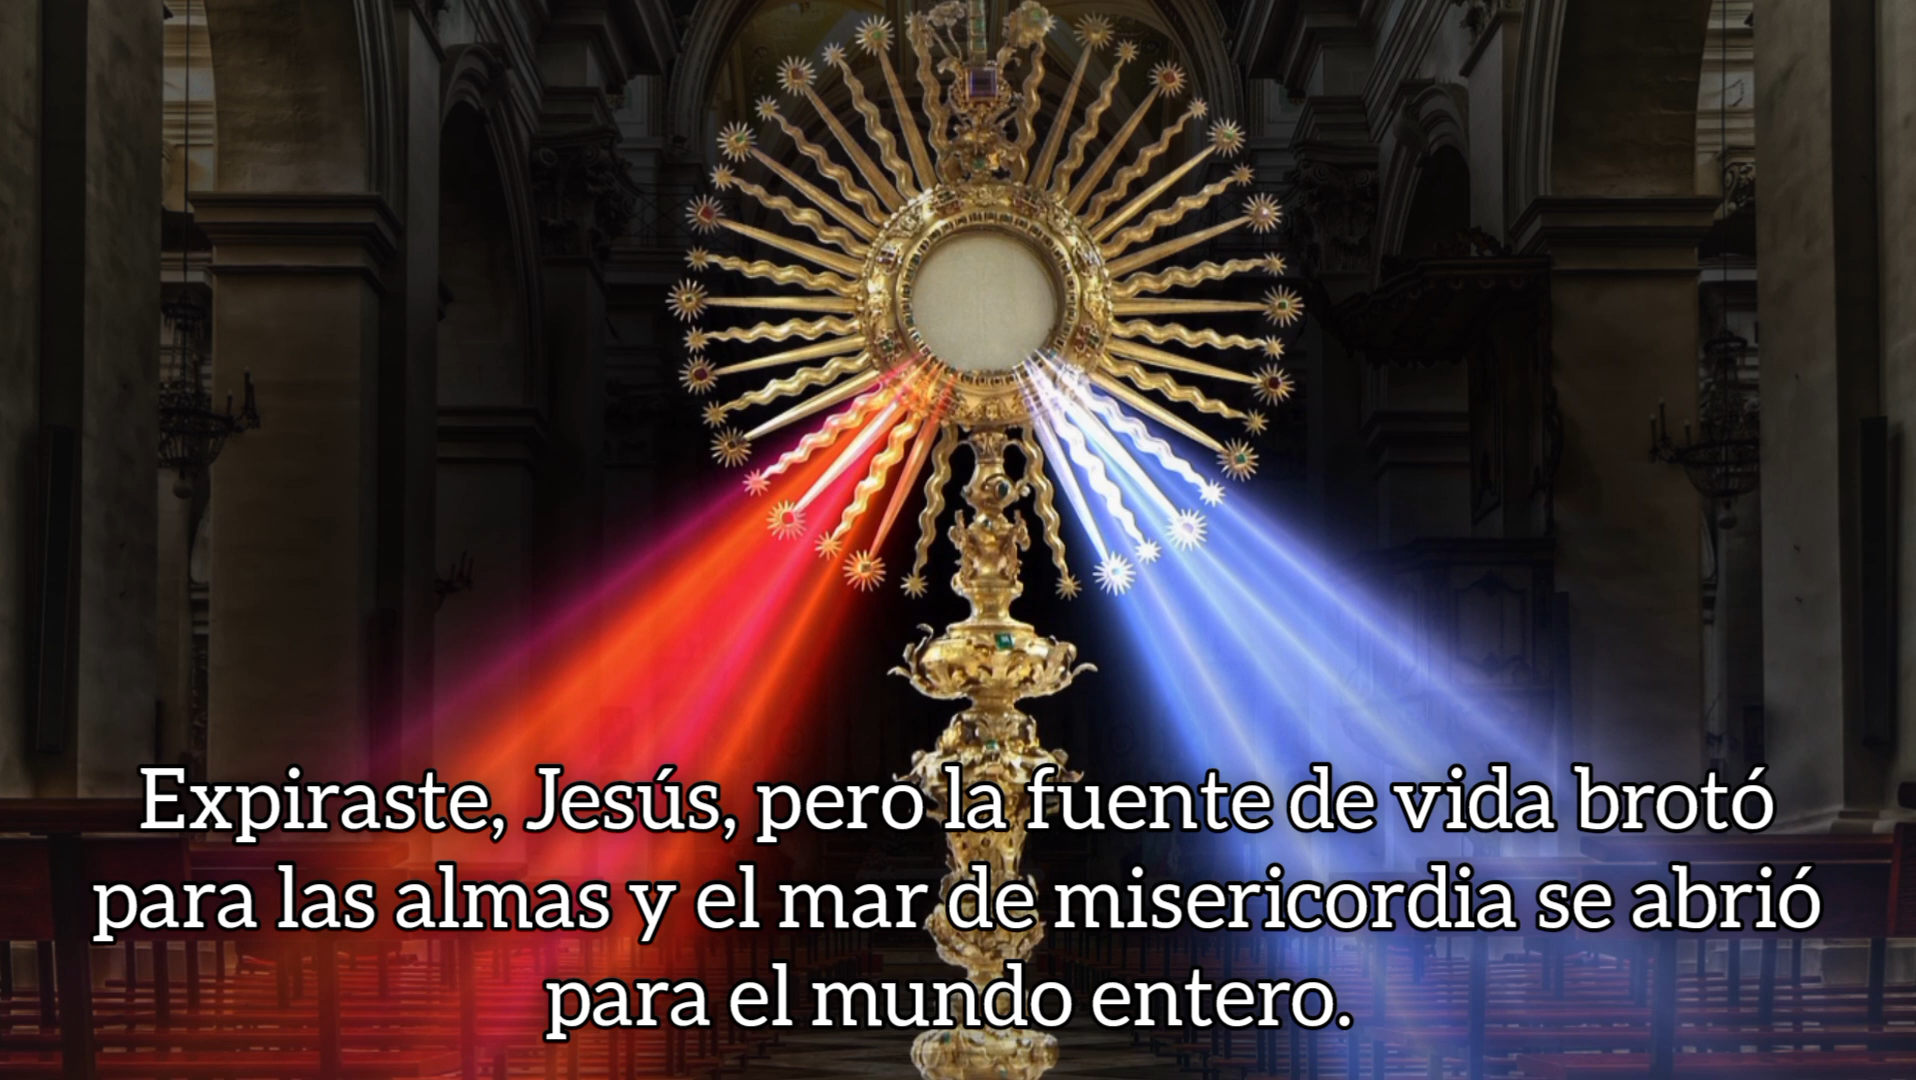 Expiraste, Jesús, pero la fuente de vida brotó
para las almas y el mar de misericordia se abrió
para el mundo entero.